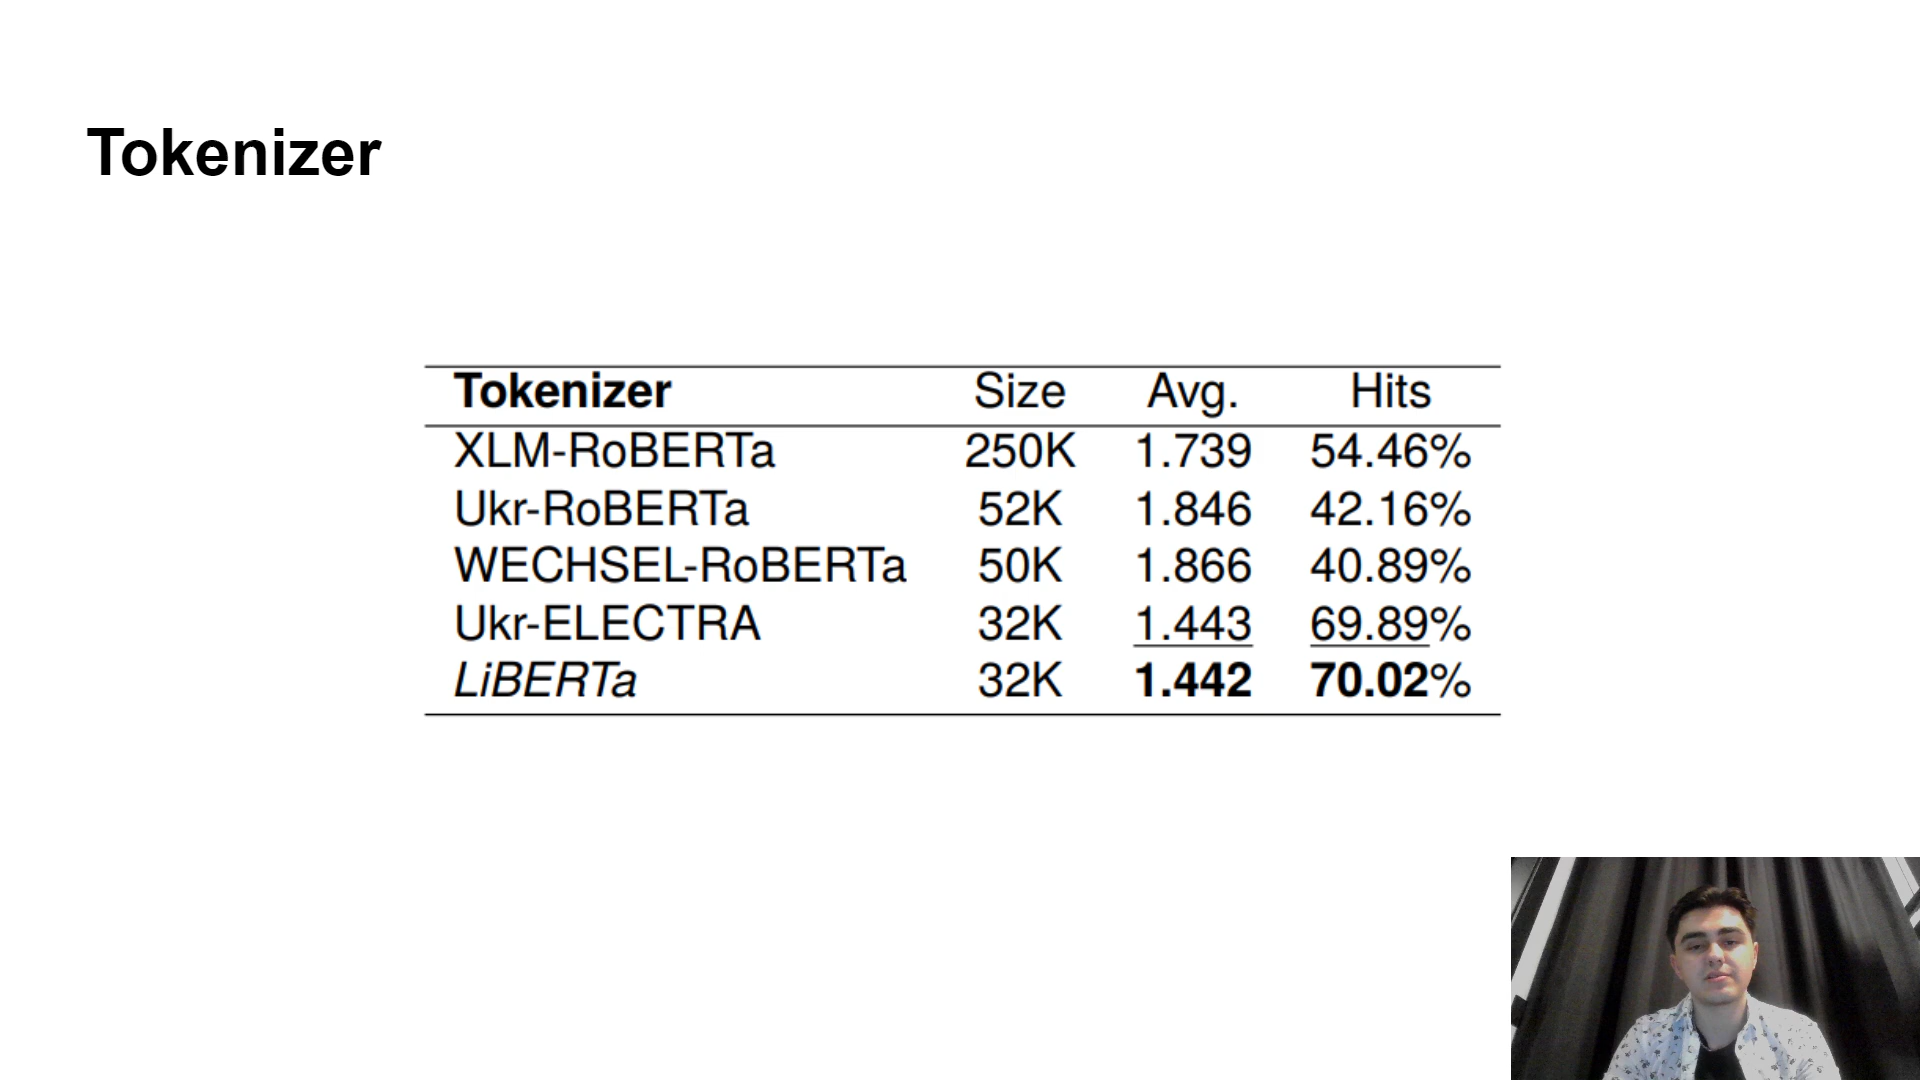 Tokenizer
Tokenizer Size Avg. Hits
XLM-RoBERTa 250K 1.739 54.46%
Ukr-RoBERTa 52K 1.846 42.16%
WECHSEL-RoBERTa 50K 1.866 40.89%
Ukr-ELECTRA 32K 1.443 69.89%
LiBERTa 32K 1.442 70.02%